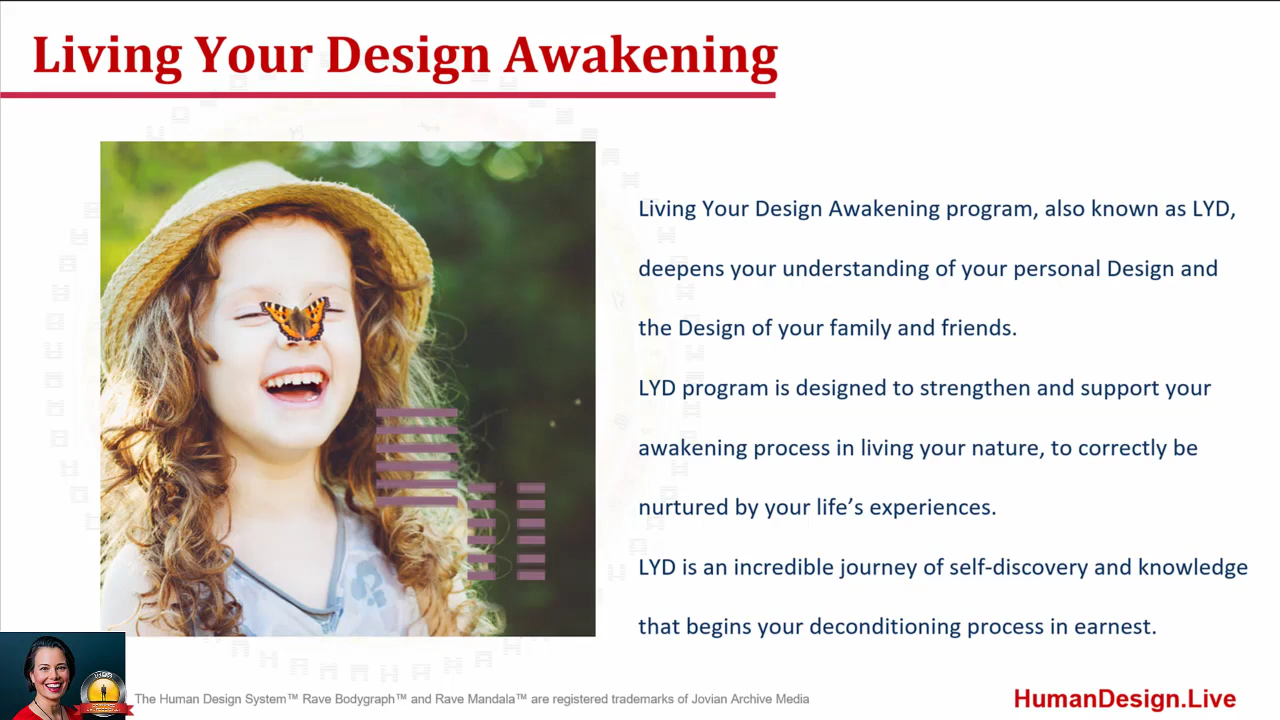 Living Your Design Awakening
Living Your Design Awakening program, also known as LYD,
deepens your understanding of your personal Design and
the Design of your family and friends.
LYD program is designed to strengthen and support your
awakening process in living your nature, to correctly be
nurtured by your life’s experiences.
LYD is an incredible journey of self-discovery and knowledge
that begins your deconditioning process in earnest.
The Human Design System™ Rave Bodygraph™ and Rave Mandala™ are registered trademarks of Jovian Archive Media
HumanDesign.Live